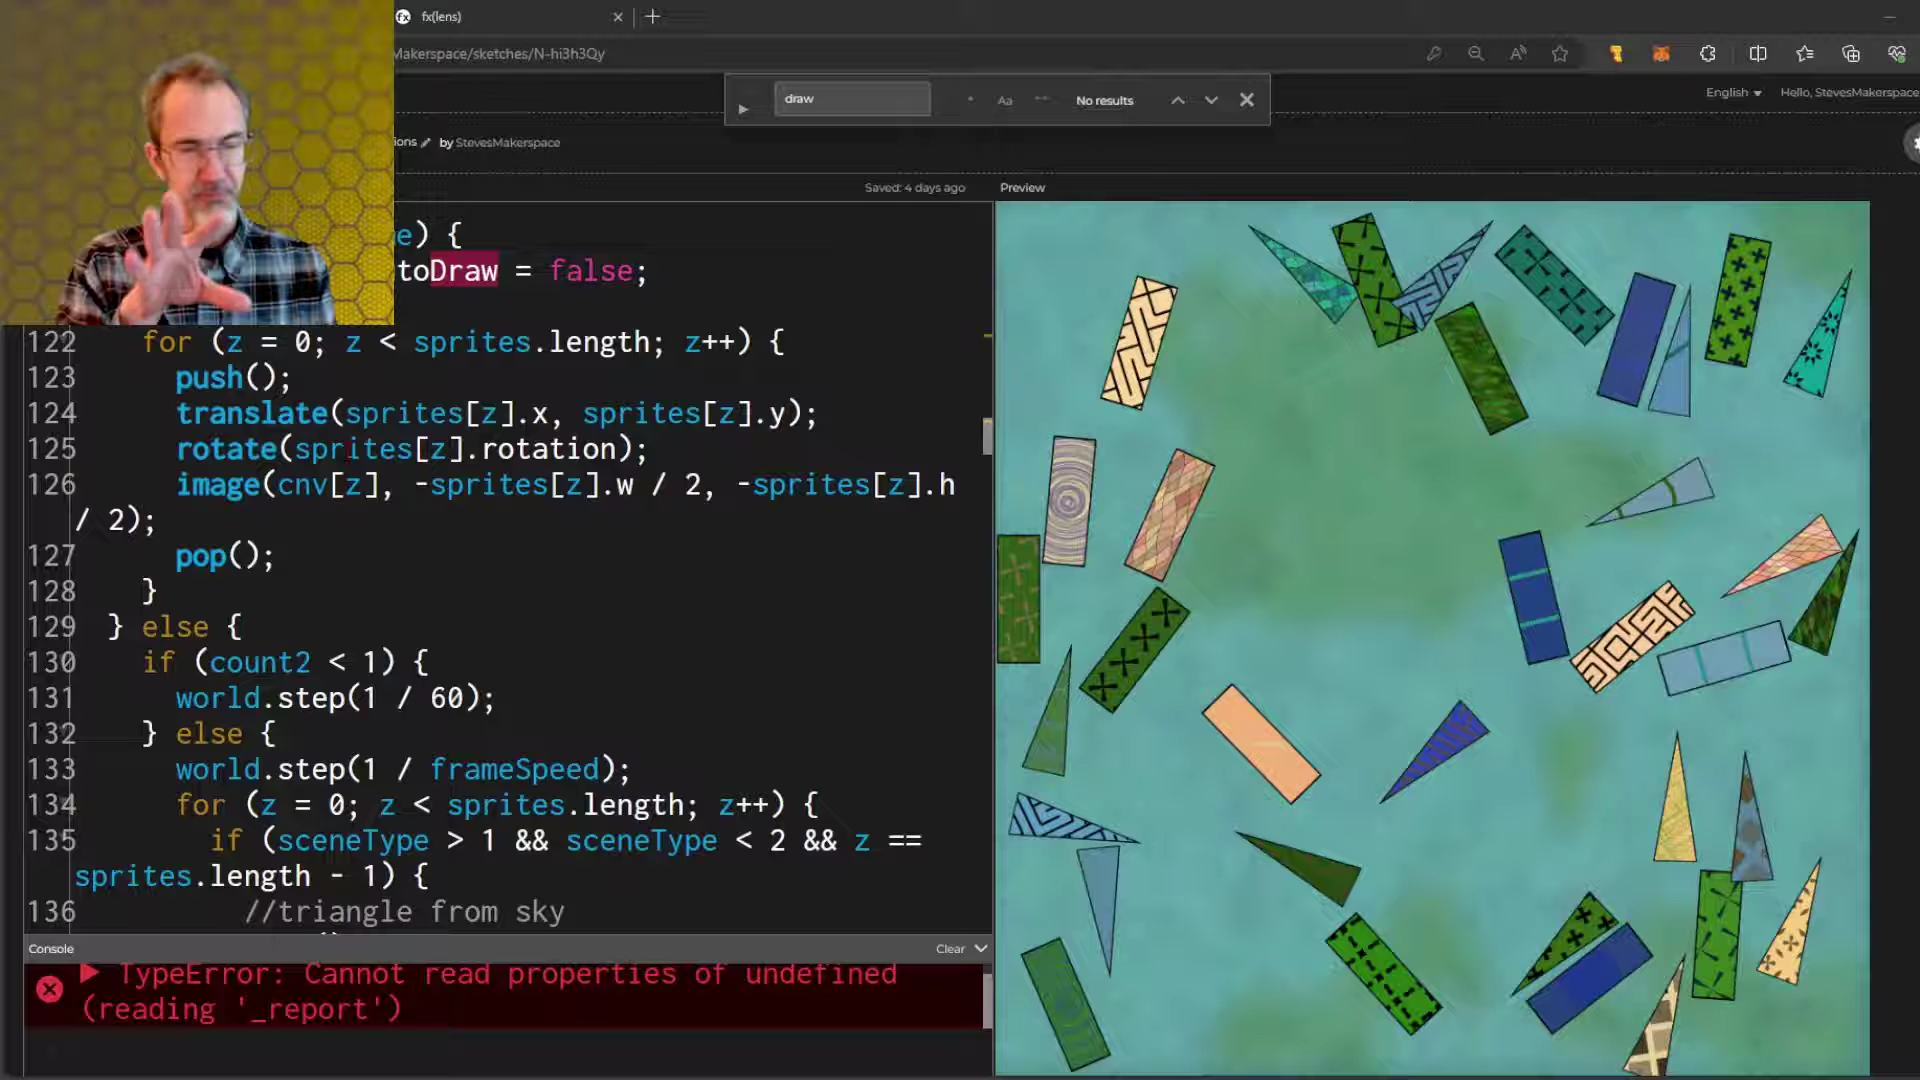 fx fx(lens)
Makerspace/sketches/N-hi3h3Qy
draw
Aa
No results
English
Hello, StevesMakerspace
ions by StevesMakerspace
Saved: 4 days ago
Preview
e) {
toDraw = false;
122 for (z = 0; z < sprites.length; z++) {
123 push();
124 translate(sprites[z].x, sprites[z].y);
125 rotate(sprites[z].rotation);
126 image(cnv[z], -sprites[z].w / 2, -sprites[z].h
/ 2);
127 pop();
128 }
129 } else {
130 if (count2 < 1) {
131 world.step(1 / 60);
132 } else {
133 world.step(1 / frameSpeed);
134 for (z = 0; z < sprites.length; z++) {
135 if (sceneType > 1 && sceneType < 2 && z ==
sprites.length - 1) {
136 //triangle from sky
Console
Clear
TypeError: Cannot read properties of undefined
(reading '_report')